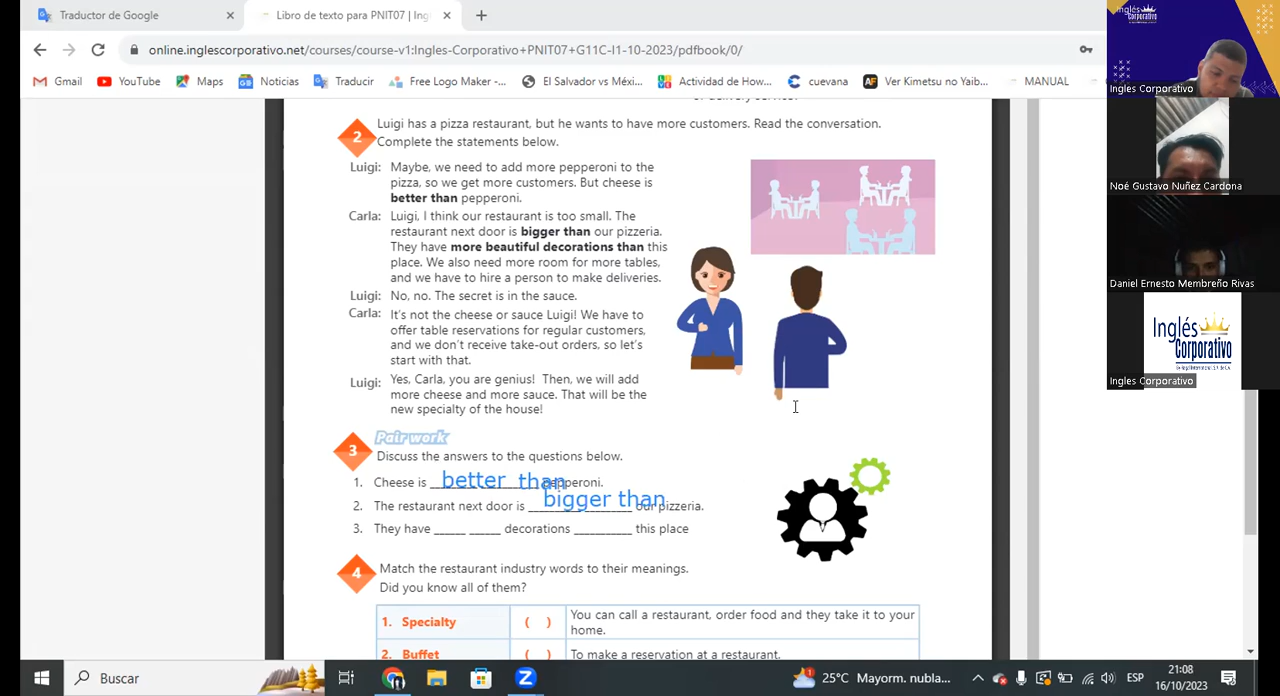 Traductor de Google
Libro de texto para PNIT07 | Ing
online.inglescorporativo.net/courses/course-v1:Ingles-Corporativo+PNIT07+G11C-I1-10-2023/pdfbook/0/
Gmail YouTube Maps Noticias Traducir Free Logo Maker -... El Salvador vs Méxi... Actividad de How... cuevana Ver Kimetsu no Yaib... MANUAL
2 Luigi has a pizza restaurant, but he wants to have more customers. Read the conversation.
Complete the statements below.
Luigi: Maybe, we need to add more pepperoni to the
pizza, so we get more customers. But cheese is
better than pepperoni.
Carla: Luigi, I think our restaurant is too small. The
restaurant next door is bigger than our pizzeria.
They have more beautiful decorations than this
place. We also need more room for more tables,
and we have to hire a person to make deliveries.
Luigi: No, no. The secret is in the sauce.
Carla: It's not the cheese or sauce Luigi! We have to
offer table reservations for regular customers,
and we don't receive take-out orders, so let's
start with that.
Luigi: Yes, Carla, you are genius! Then, we will add
more cheese and more sauce. That will be the
new specialty of the house!
Pair work
3 Discuss the answers to the questions below.
1. Cheese is better than pepperoni.
2. The restaurant next door is bigger than our pizzeria.
3. They have ______ ______ decorations ___________ this place
4 Match the restaurant industry words to their meanings.
Did you know all of them?
1. Specialty ( ) You can call a restaurant, order food and they take it to your
home.
2. Buffet ( ) To make a reservation at a restaurant.
Inglés Corporativo
Ingles Corporativo
Noé Gustavo Nuñez Cardona
Daniel Ernesto Membreño Rivas
Inglés
Corporativo
Ingles Corporativo
Buscar
25°C Mayorm. nubla...
ESP
21:08
16/10/2023